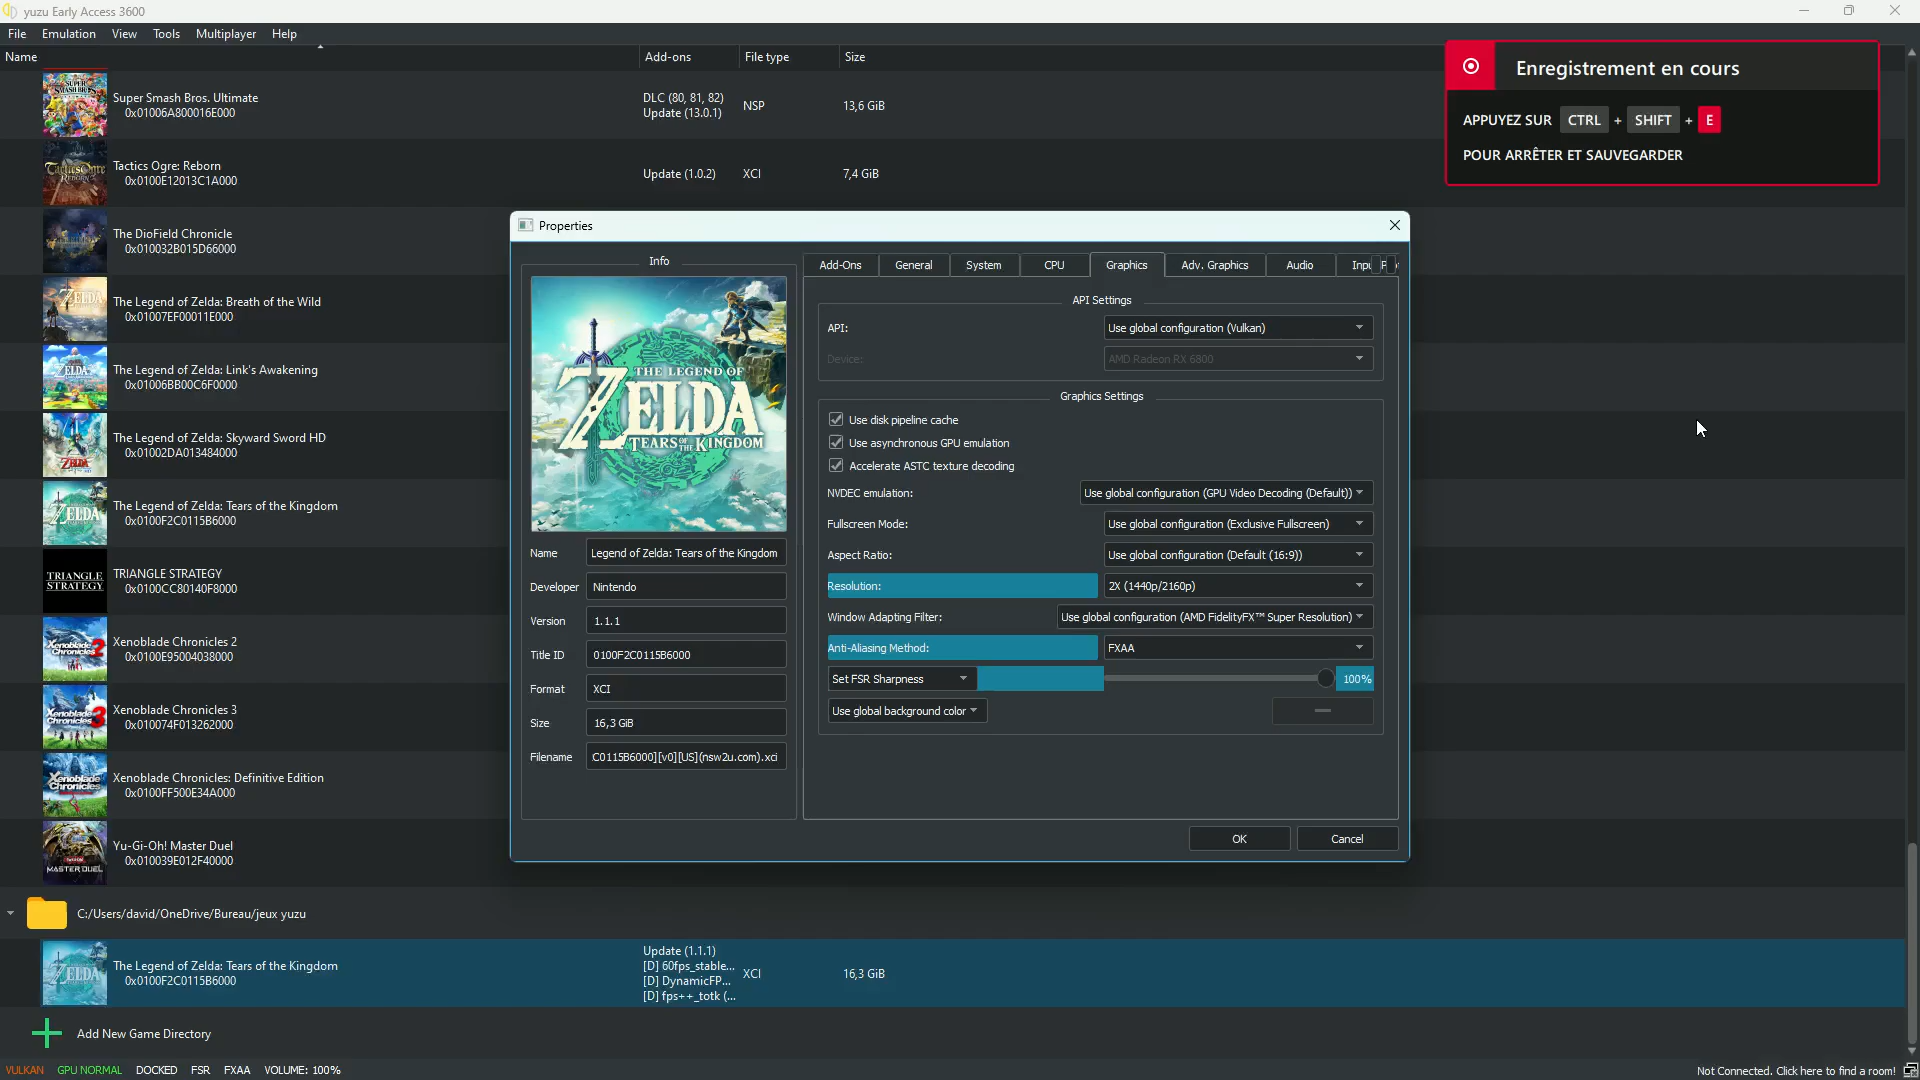 yuzu Early Access 3600
File Emulation View Tools Multiplayer Help
Name Add-ons File type Size
Super Smash Bros. Ultimate
0x01006A800016E000
DLC (80, 81, 82)
Update (13.0.1)
NSP
13,6 GiB
Tactics Ogre: Reborn
0x0100E12013C1A000
Update (1.0.2)
XCI
7,4 GiB
The DioField Chronicle
0x010032B015D66000
The Legend of Zelda: Breath of the Wild
0x01007EF00011E000
The Legend of Zelda: Link's Awakening
0x01006BB00C6F0000
The Legend of Zelda: Skyward Sword HD
0x01002DA013484000
The Legend of Zelda: Tears of the Kingdom
0x0100F2C0115B6000
TRIANGLE
STRATEGY
TRIANGLE STRATEGY
0x0100CC80140F8000
Xenoblade Chronicles 2
0x0100E95004038000
Xenoblade Chronicles 3
0x010074F013262000
Xenoblade Chronicles: Definitive Edition
0x0100FF500E34A000
MASTER DUEL
Yu-Gi-Oh! Master Duel
0x010039E012F40000
C:/Users/david/OneDrive/Bureau/jeux yuzu
The Legend of Zelda: Tears of the Kingdom
0x0100F2C0115B6000
Update (1.1.1)
[D] 60fps_stable...
[D] DynamicFP...
[D] fps++_totk (...
XCI
16,3 GiB
Add New Game Directory
VULKAN GPU NORMAL DOCKED FSR FXAA VOLUME: 100%
Not Connected. Click here to find a room!
Enregistrement en cours
APPUYEZ SUR CTRL + SHIFT + E
POUR ARRÊTER ET SAUVEGARDER
Properties
Info
THE LEGEND OF
ZELDA
TEARS OF THE KINGDOM
Name Legend of Zelda: Tears of the Kingdom
Developer Nintendo
Version 1.1.1
Title ID 0100F2C0115B6000
Format XCI
Size 16,3 GiB
Filename C0115B6000][v0][US](nsw2u.com).xci
Add-Ons General System CPU Graphics Adv. Graphics Audio
API Settings
API: Use global configuration (Vulkan)
Device: AMD Radeon RX 6800
Graphics Settings
Use disk pipeline cache
Use asynchronous GPU emulation
Accelerate ASTC texture decoding
NVDEC emulation: Use global configuration (GPU Video Decoding (Default))
Fullscreen Mode: Use global configuration (Exclusive Fullscreen)
Aspect Ratio: Use global configuration (Default (16:9))
Resolution: 2X (1440p/2160p)
Window Adapting Filter: Use global configuration (AMD FidelityFX™ Super Resolution)
Anti-Aliasing Method: FXAA
Set FSR Sharpness 100%
Use global background color
OK Cancel